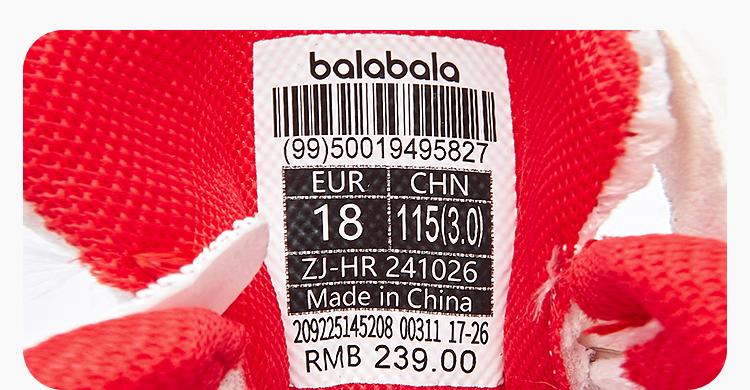 balabala
(99)50019495827
EUR CHN
18 115(3.0)
ZJ-HR 241026
Made in China
209225145208 00311 17-26
RMB 239.00